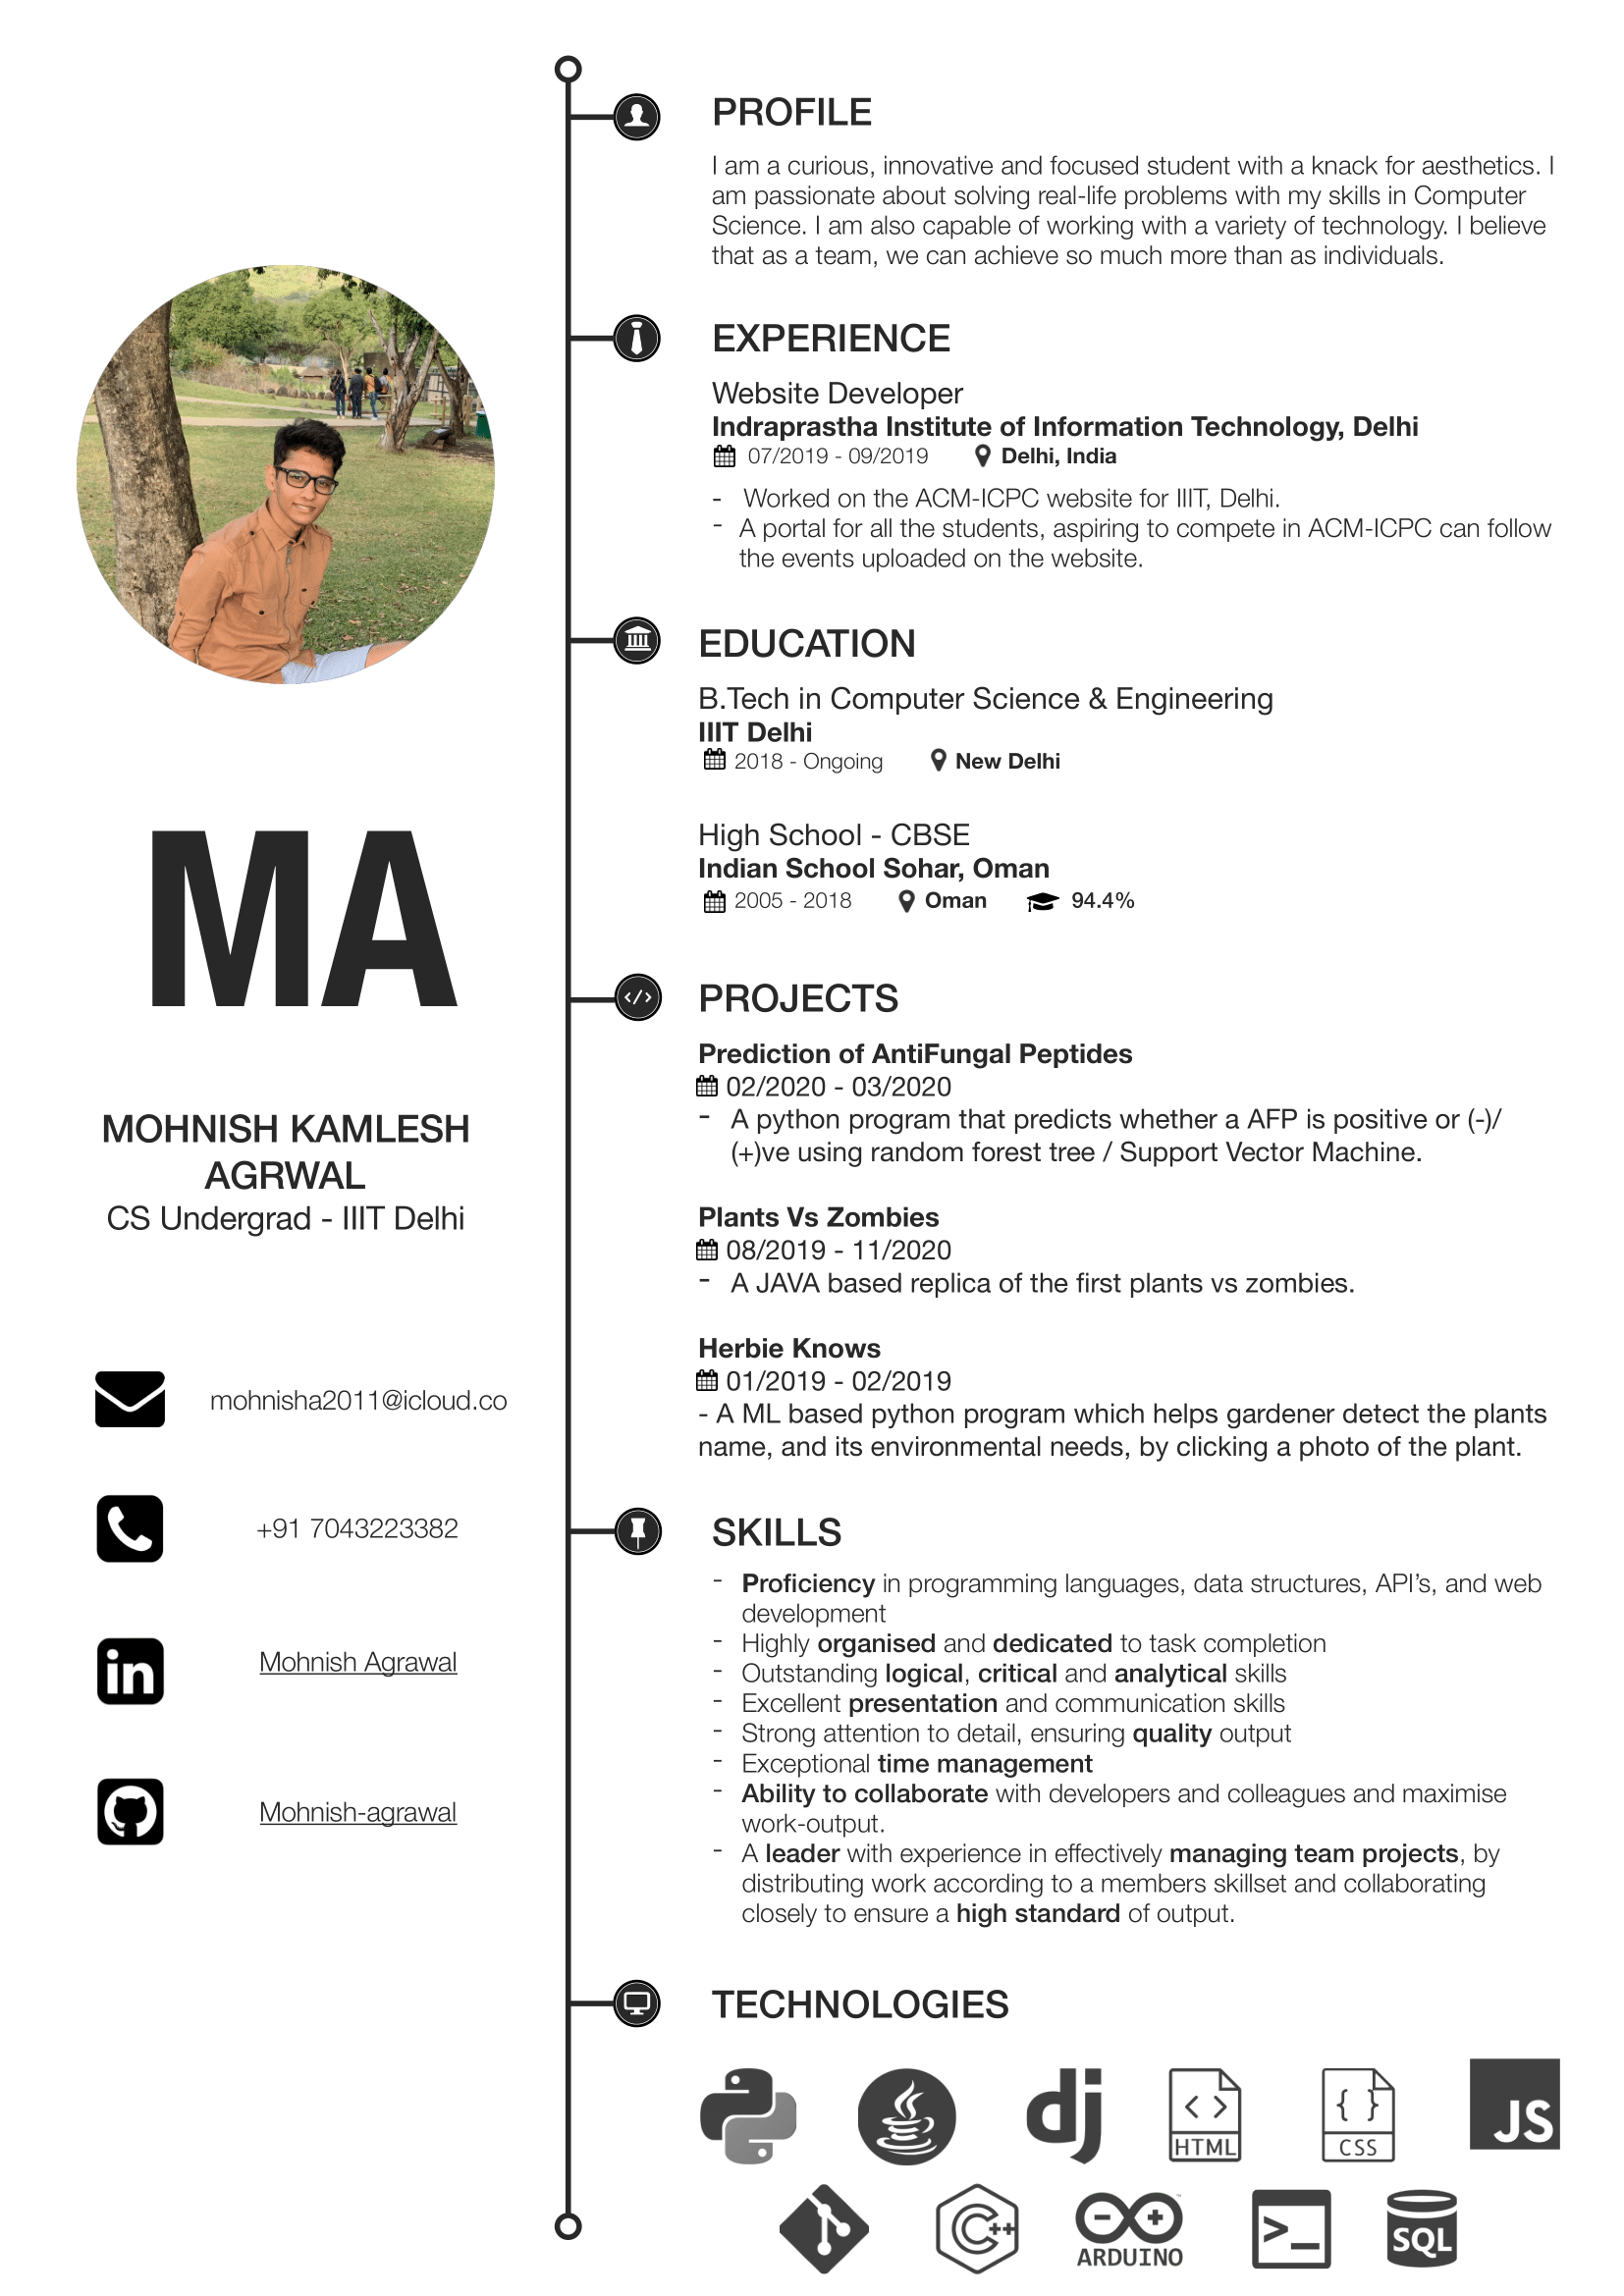 MA
MOHNISH KAMLESH
AGRWAL
CS Undergrad - IIIT Delhi
mohnisha2011@icloud.co
+91 7043223382
Mohnish Agrawal
Mohnish-agrawal
PROFILE
I am a curious, innovative and focused student with a knack for aesthetics. I
am passionate about solving real-life problems with my skills in Computer
Science. I am also capable of working with a variety of technology. I believe
that as a team, we can achieve so much more than as individuals.
EXPERIENCE
Website Developer
Indraprastha Institute of Information Technology, Delhi
07/2019 - 09/2019 Delhi, India
- Worked on the ACM-ICPC website for IIIT, Delhi.
- A portal for all the students, aspiring to compete in ACM-ICPC can follow
the events uploaded on the website.
EDUCATION
B.Tech in Computer Science & Engineering
IIIT Delhi
2018 - Ongoing New Delhi
High School - CBSE
Indian School Sohar, Oman
2005 - 2018 Oman 94.4%
PROJECTS
Prediction of AntiFungal Peptides
02/2020 - 03/2020
- A python program that predicts whether a AFP is positive or (-)/
(+)ve using random forest tree / Support Vector Machine.
Plants Vs Zombies
08/2019 - 11/2020
- A JAVA based replica of the first plants vs zombies.
Herbie Knows
01/2019 - 02/2019
- A ML based python program which helps gardener detect the plants
name, and its environmental needs, by clicking a photo of the plant.
SKILLS
- Proficiency in programming languages, data structures, API's, and web
development
- Highly organised and dedicated to task completion
- Outstanding logical, critical and analytical skills
- Excellent presentation and communication skills
- Strong attention to detail, ensuring quality output
- Exceptional time management
- Ability to collaborate with developers and colleagues and maximise
work-output.
- A leader with experience in effectively managing team projects, by
distributing work according to a members skillset and collaborating
closely to ensure a high standard of output.
TECHNOLOGIES
dj HTML CSS JS
C++ ARDUINO >_ SQL